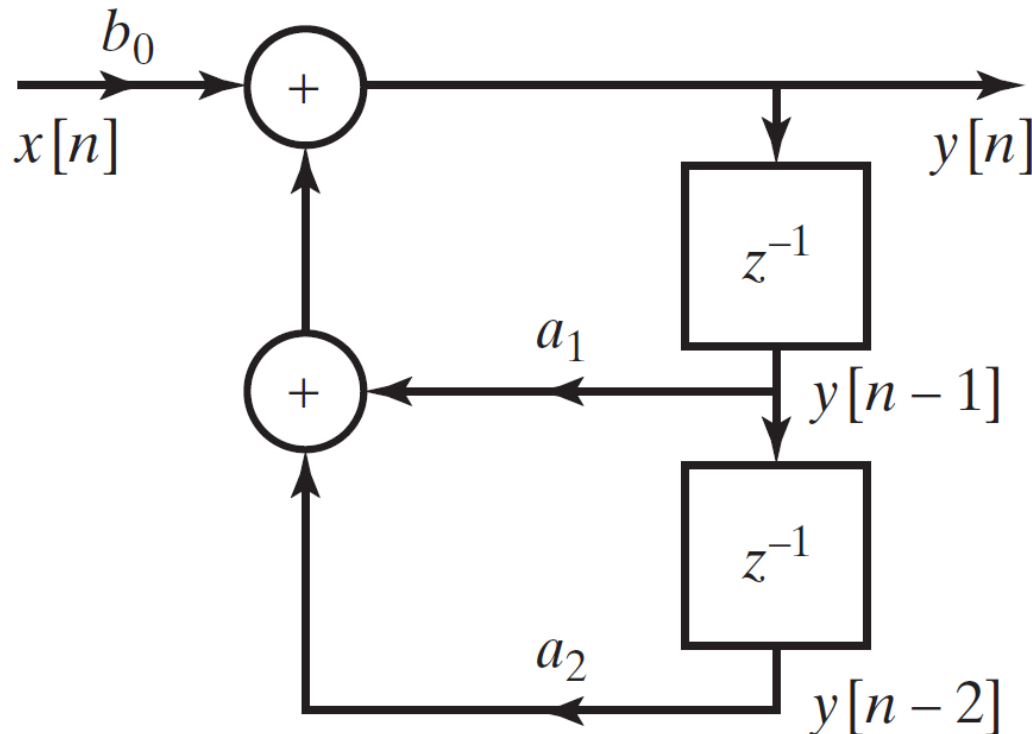 b₀
+
x[n]
y[n]
z⁻¹
a₁
+
y[n – 1]
z⁻¹
a₂
y[n – 2]